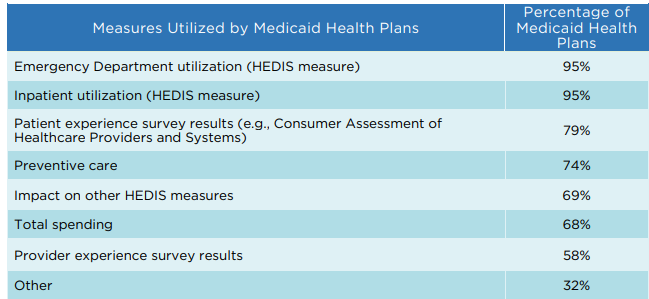 Measures Utilized by Medicaid Health Plans
Percentage of
Medicaid Health
Plans
Emergency Department utilization (HEDIS measure)
95%
Inpatient utilization (HEDIS measure)
95%
Patient experience survey results (e.g., Consumer Assessment of
Healthcare Providers and Systems)
79%
Preventive care
74%
Impact on other HEDIS measures
69%
Total spending
68%
Provider experience survey results
58%
Other
32%